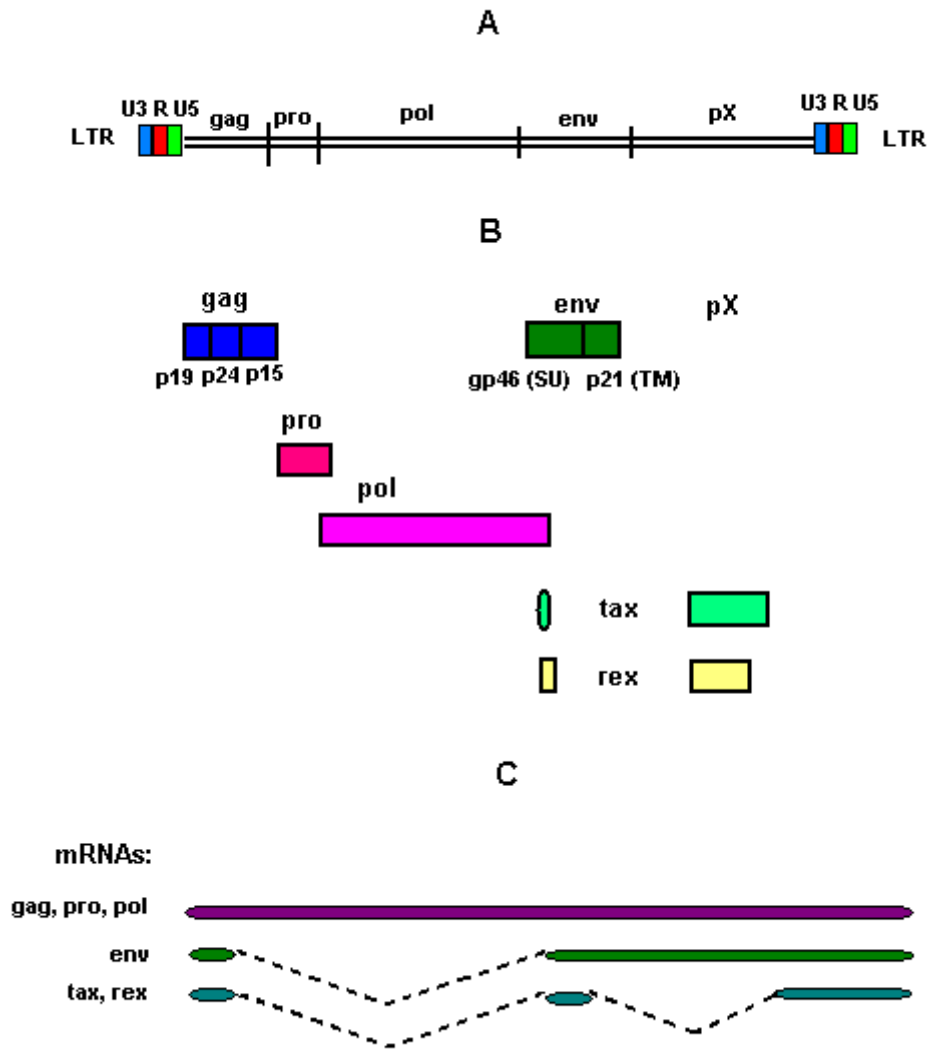 A
U3 R U5 gag pro pol env pX U3 R U5
LTR LTR
B
gag env pX
p19 p24 p15 gp46 (SU) p21 (TM)
pro
pol
tax
rex
C
mRNAs:
gag, pro, pol
env
tax, rex